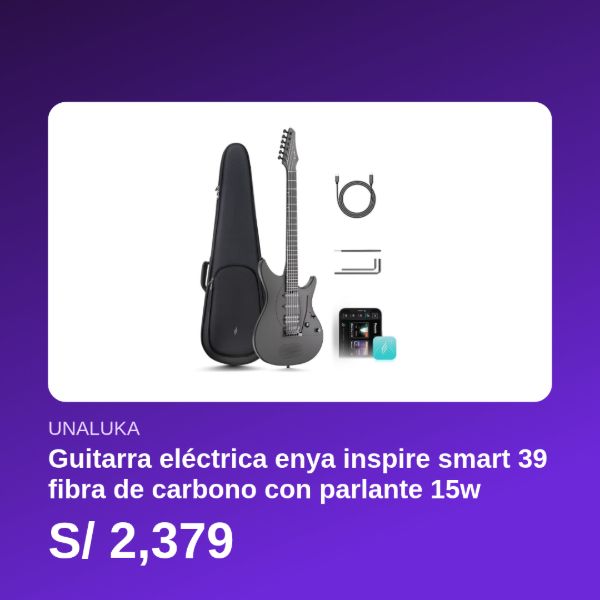 UNALUKA
Guitarra eléctrica enya inspire smart 39
fibra de carbono con parlante 15w
S/ 2,379